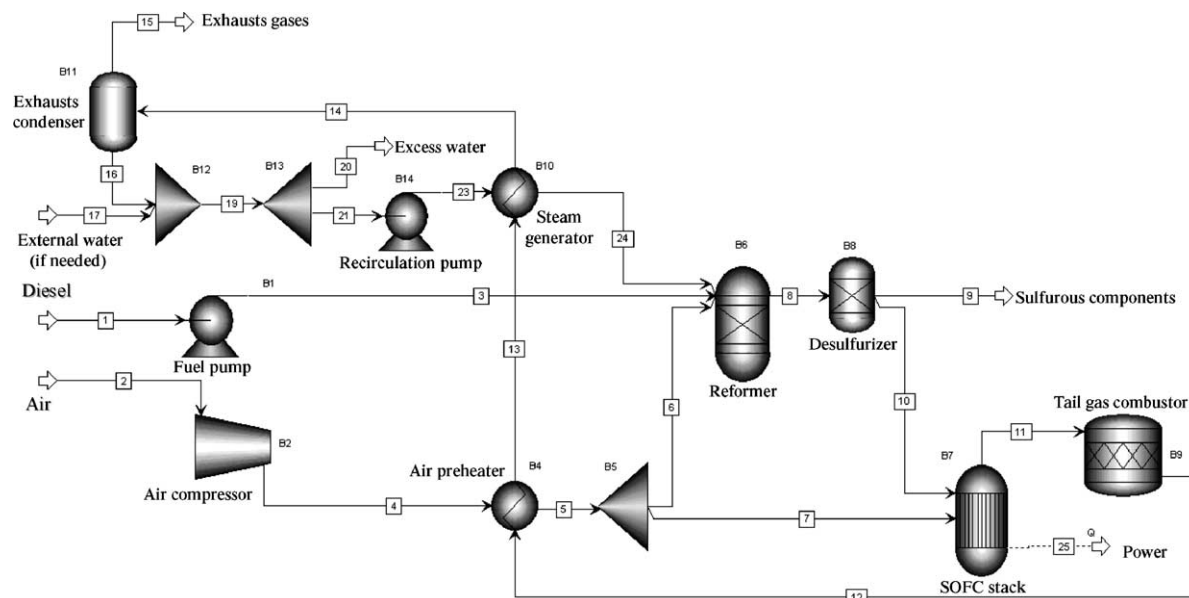 15
Exhausts gases
B11
Exhausts
condenser
14
16
B12
B13
20
Excess water
B10
B14
23
17
19
21
External water
(if needed)
Recirculation pump
Steam
generator
24
B6
B8
Diesel
B1
3
8
9
Sulfurous components
1
Fuel pump
13
Desulfurizer
2
Reformer
Air
6
10
Tail gas combustor
B2
11
Air preheater
B4
B5
B7
B9
Air compressor
4
5
7
Q
25
Power
SOFC stack
12